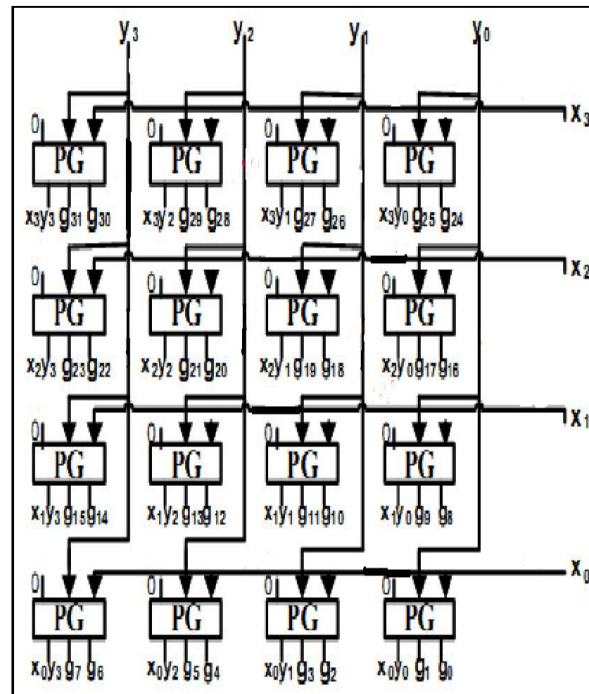 y3 y2 y1 y0
x3
0 0 0 0
PG PG PG PG
x3y3 g31 g30 x3y2 g29 g28 x3y1 g27 g26 x3y0 g25 g24
x2
0 0 0 0
PG PG PG PG
x2y3 g23 g22 x2y2 g21 g20 x2y1 g19 g18 x2y0 g17 g16
x1
0 0 0 0
PG PG PG PG
x1y3 g15 g14 x1y2 g13 g12 x1y1 g11 g10 x1y0 g9 g8
x0
0 0 0 0
PG PG PG PG
x0y3 g7 g6 x0y2 g5 g4 x0y1 g3 g2 x0y0 g1 g0